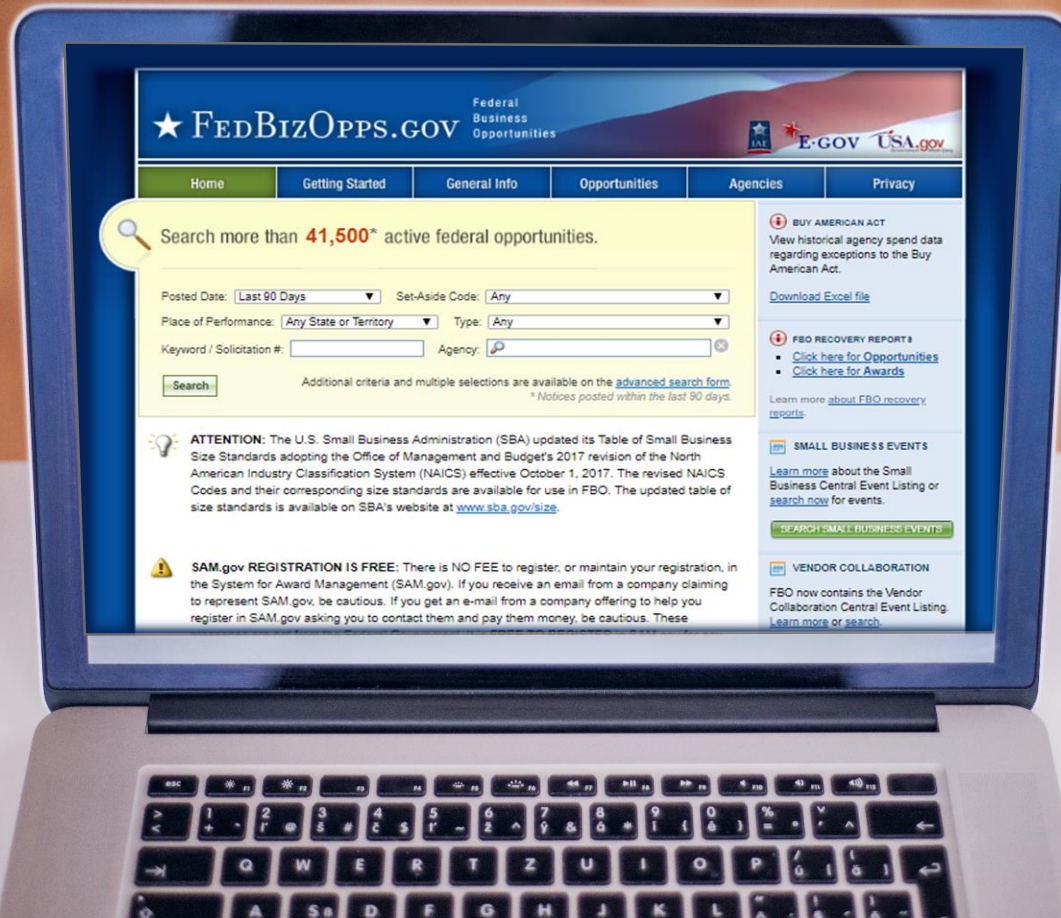 ★ FedBizOpps.gov
Federal
Business
Opportunities
IAE
E-GOV
USA.gov
Home
Getting Started
General Info
Opportunities
Agencies
Privacy
Search more than 41,500* active federal opportunities.
Posted Date: Last 90 Days
Set-Aside Code: Any
Place of Performance: Any State or Territory
Type: Any
Keyword / Solicitation #:
Agency:
Search
Additional criteria and multiple selections are available on the advanced search form.
* Notices posted within the last 90 days.
ATTENTION: The U.S. Small Business Administration (SBA) updated its Table of Small Business
Size Standards adopting the Office of Management and Budget's 2017 revision of the North
American Industry Classification System (NAICS) effective October 1, 2017. The revised NAICS
Codes and their corresponding size standards are available for use in FBO. The updated table of
size standards is available on SBA's website at www.sba.gov/size.
SAM.gov REGISTRATION IS FREE: There is NO FEE to register, or maintain your registration, in
the System for Award Management (SAM.gov). If you receive an email from a company claiming
to represent SAM.gov, be cautious. If you get an e-mail from a company offering to help you
register in SAM.gov asking you to contact them and pay them money, be cautious. These
BUY AMERICAN ACT
View historical agency spend data
regarding exceptions to the Buy
American Act.
Download Excel file
FBO RECOVERY REPORTS
Click here for Opportunities
Click here for Awards
Learn more about FBO recovery
reports.
SMALL BUSINESS EVENTS
Learn more about the Small
Business Central Event Listing or
search now for events.
SEARCH SMALL BUSINESS EVENTS
VENDOR COLLABORATION
FBO now contains the Vendor
Collaboration Central Event Listing.
Learn more or search.
esc
Q W E R T Z U I O P
A S D F G H J K L